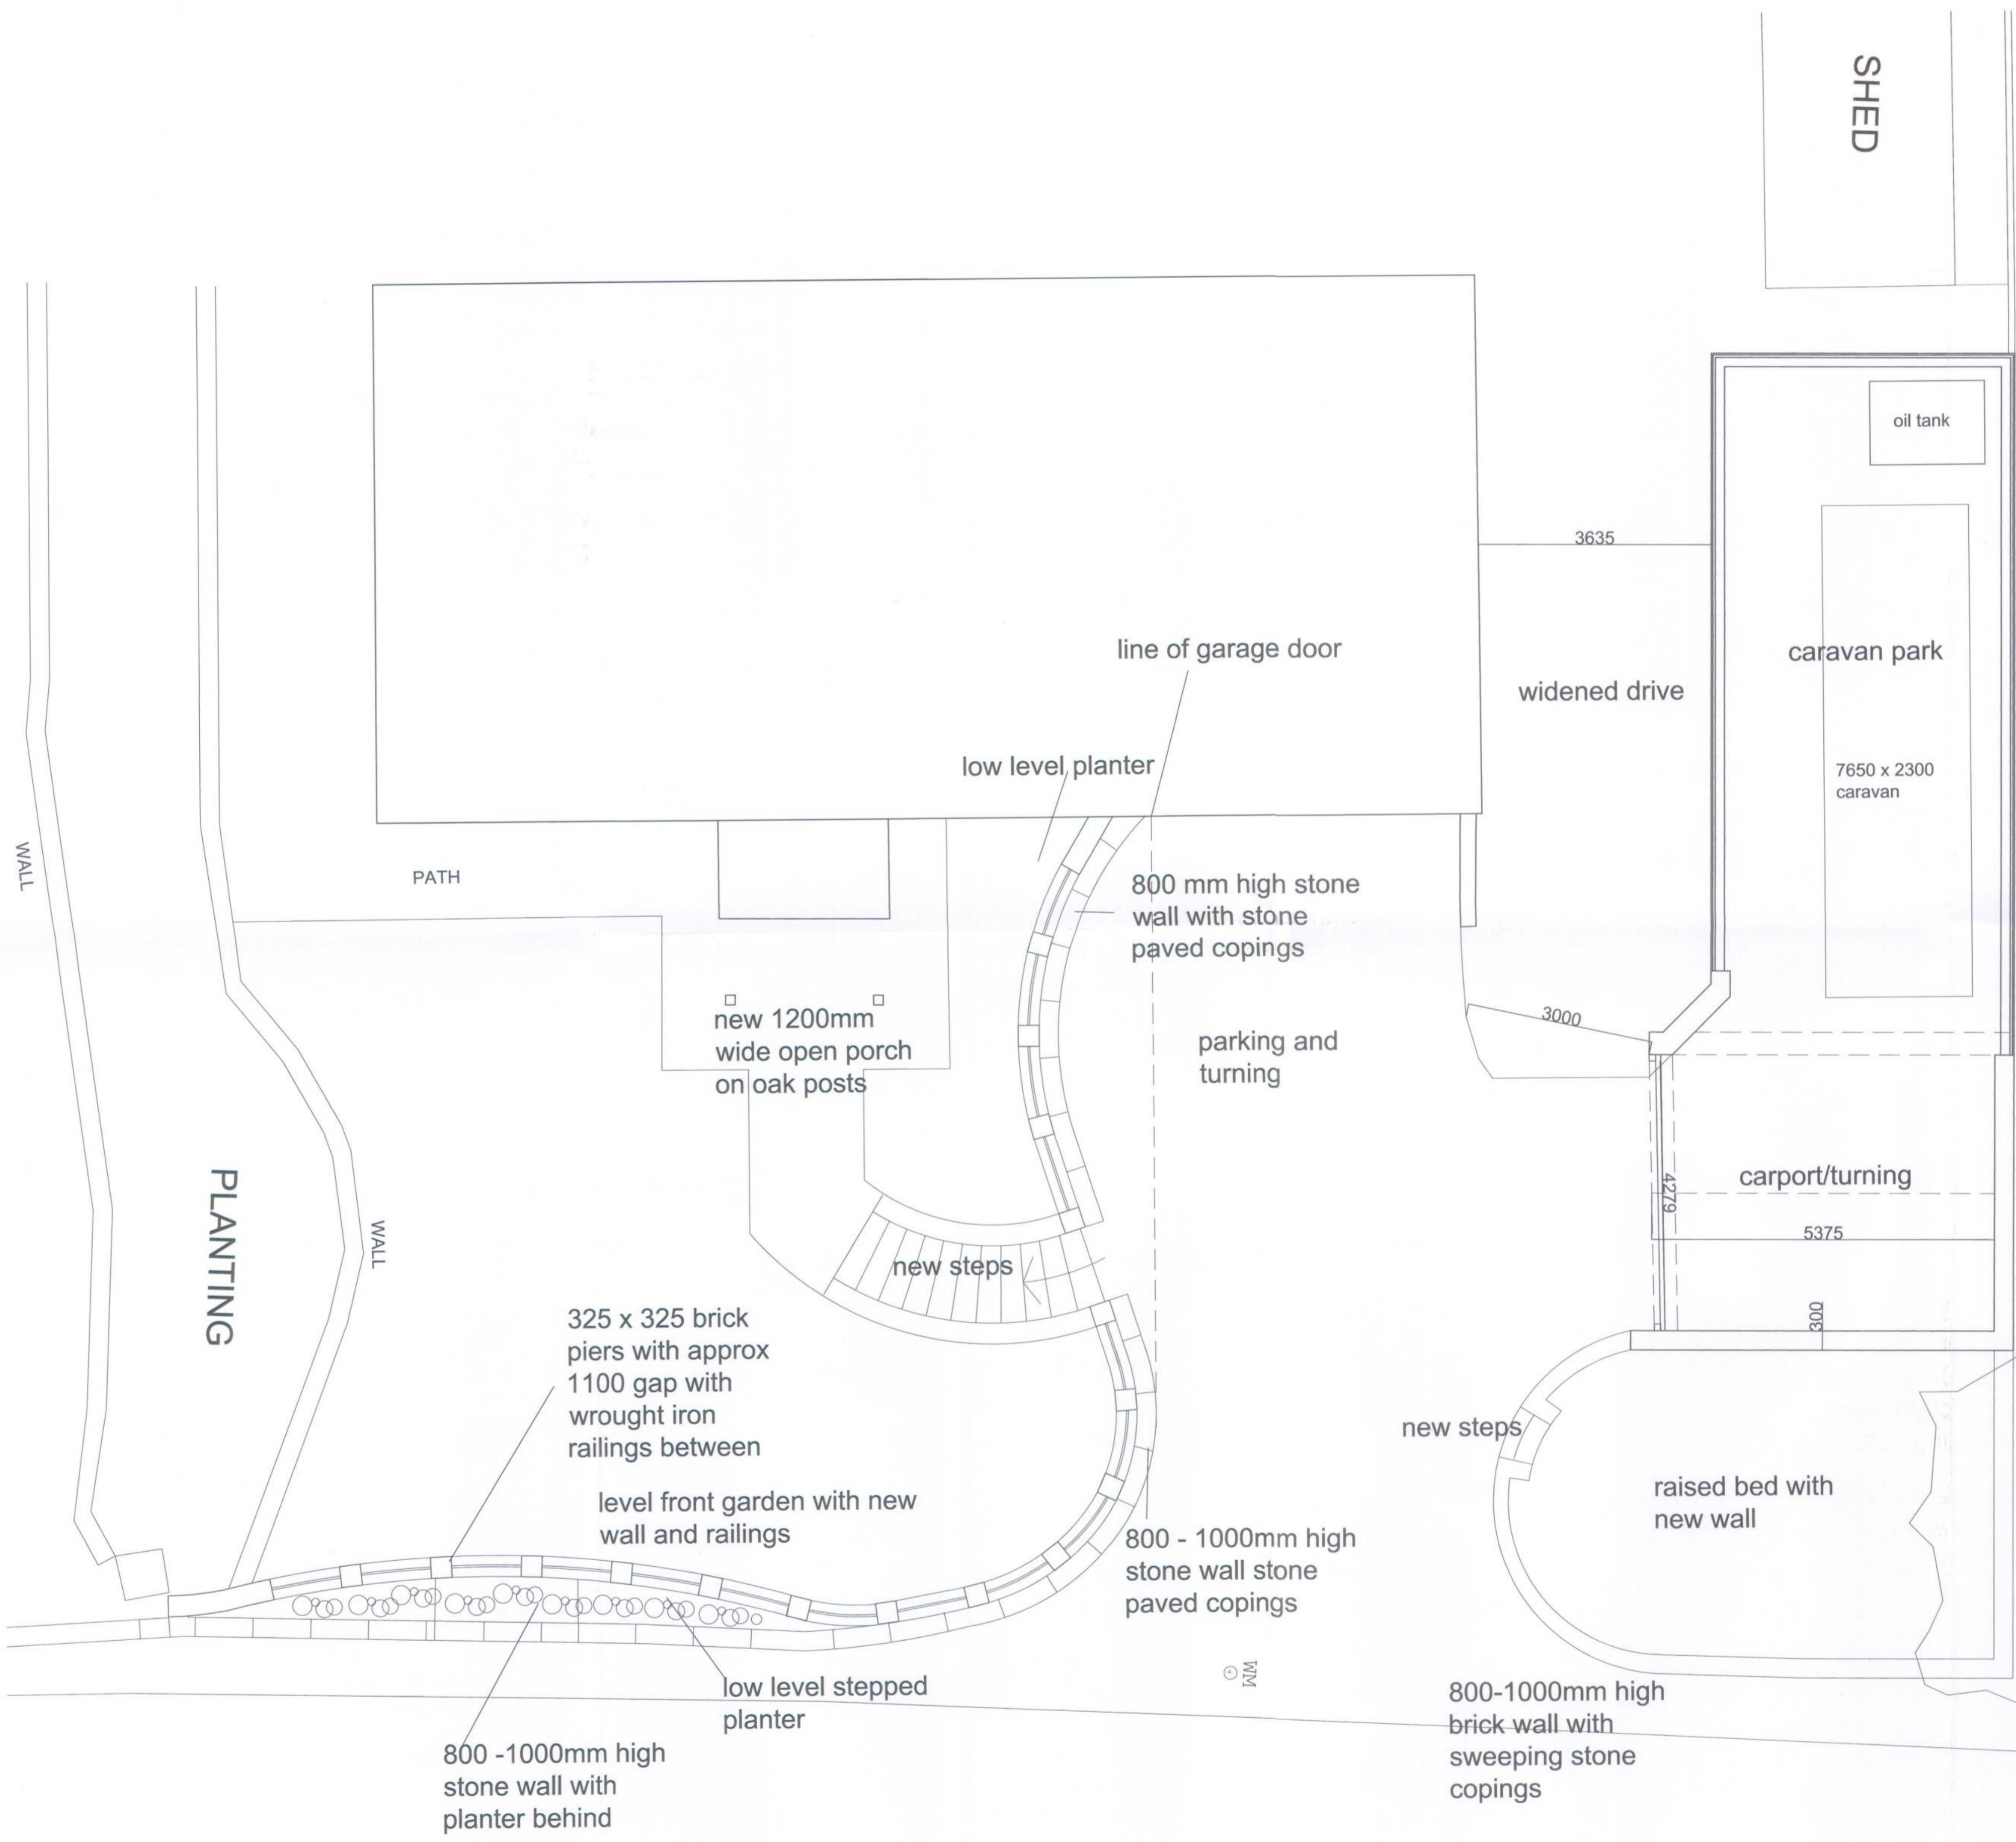 SHED
oil tank
3635
caravan park
line of garage door
widened drive
low level planter
7650 x 2300
caravan
WALL
PATH
800 mm high stone
wall with stone
paved copings
new 1200mm
wide open porch
on oak posts
3000
parking and
turning
PLANTING
WALL
carport/turning
4279
5375
new steps
300
325 x 325 brick
piers with approx
1100 gap with
wrought iron
railings between
new steps
level front garden with new
wall and railings
raised bed with
new wall
800 - 1000mm high
stone wall stone
paved copings
WM
low level stepped
planter
800-1000mm high
brick wall with
sweeping stone
copings
800 -1000mm high
stone wall with
planter behind